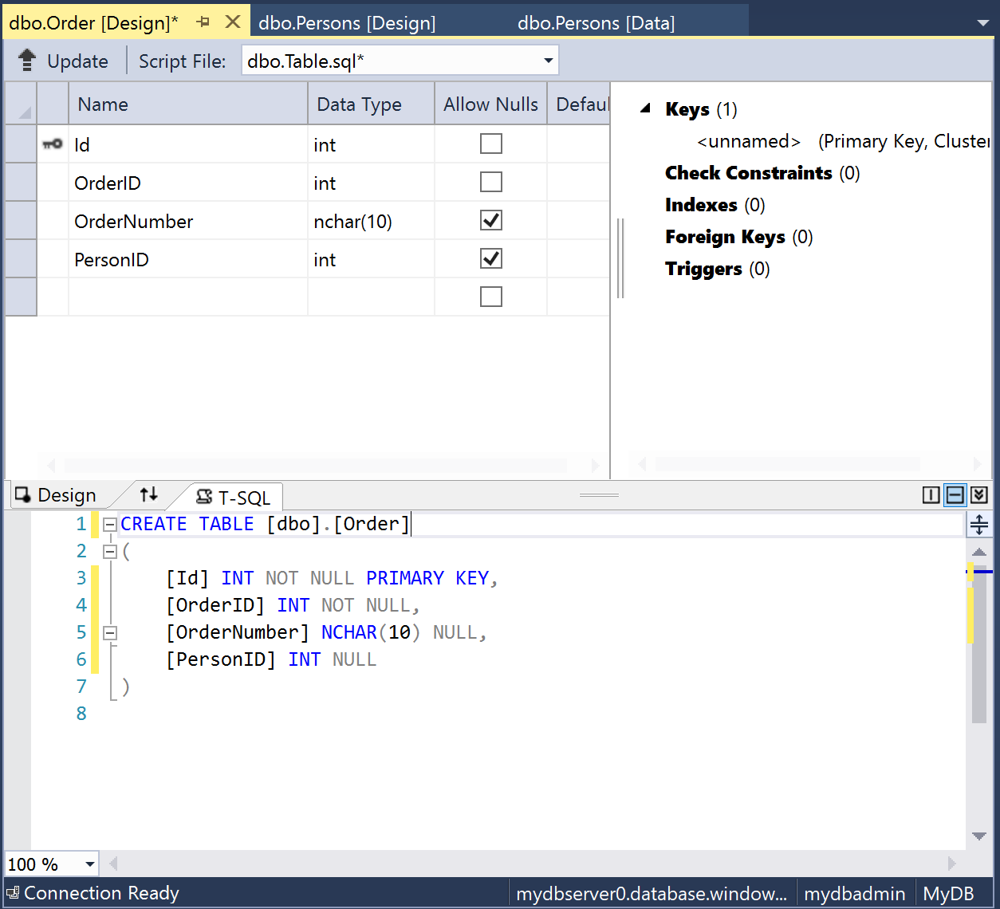 dbo.Order [Design]* dbo.Persons [Design] dbo.Persons [Data]
Update Script File: dbo.Table.sql*
Name Data Type Allow Nulls Defaul
Id int
OrderID int
OrderNumber nchar(10)
PersonID int
Keys (1)
<unnamed> (Primary Key, Cluster
Check Constraints (0)
Indexes (0)
Foreign Keys (0)
Triggers (0)
Design T-SQL
1 CREATE TABLE [dbo].[Order]
2 (
3 [Id] INT NOT NULL PRIMARY KEY,
4 [OrderID] INT NOT NULL,
5 [OrderNumber] NCHAR(10) NULL,
6 [PersonID] INT NULL
7 )
8
100 %
Connection Ready mydbserver0.database.window... mydbadmin MyDB